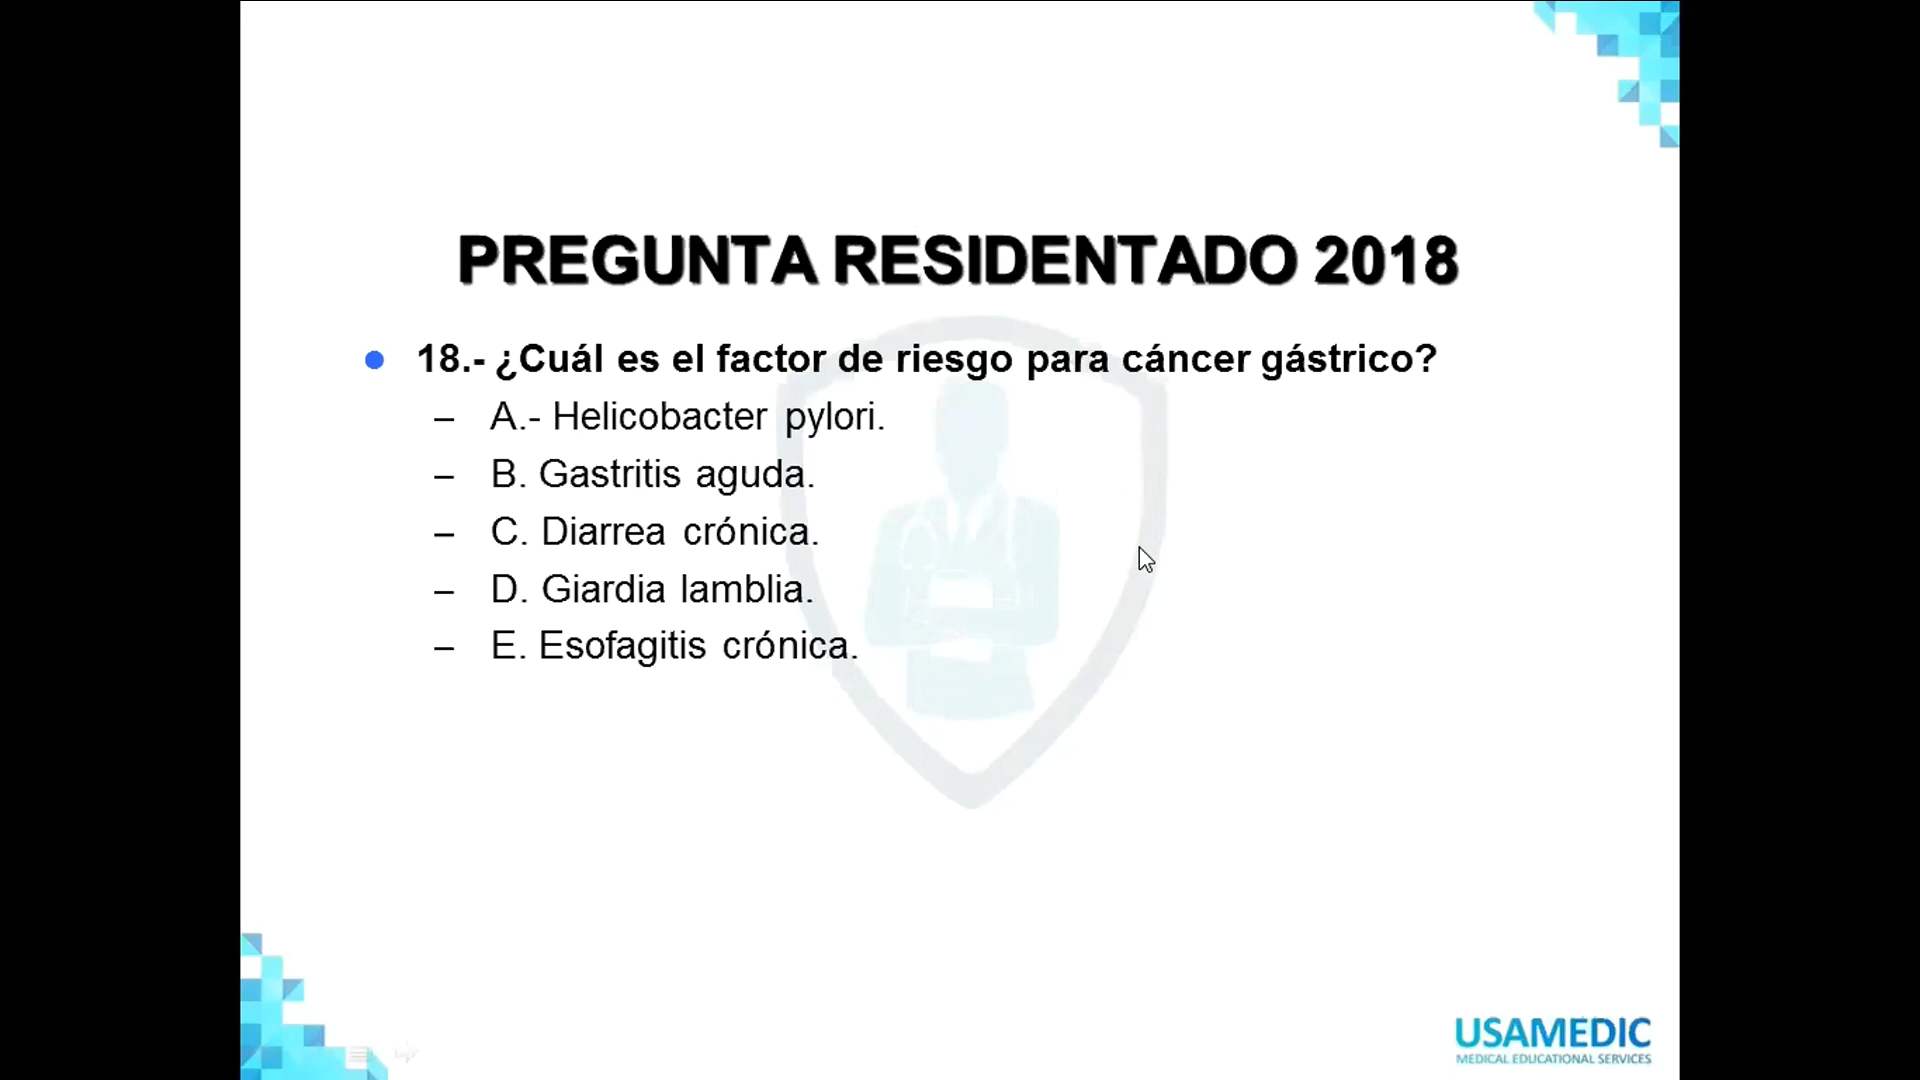 PREGUNTA RESIDENTADO 2018
18.- ¿Cuál es el factor de riesgo para cáncer gástrico?
– A.- Helicobacter pylori.
– B. Gastritis aguda.
– C. Diarrea crónica.
– D. Giardia lamblia.
– E. Esofagitis crónica.
USAMEDIC
MEDICAL EDUCATIONAL SERVICES